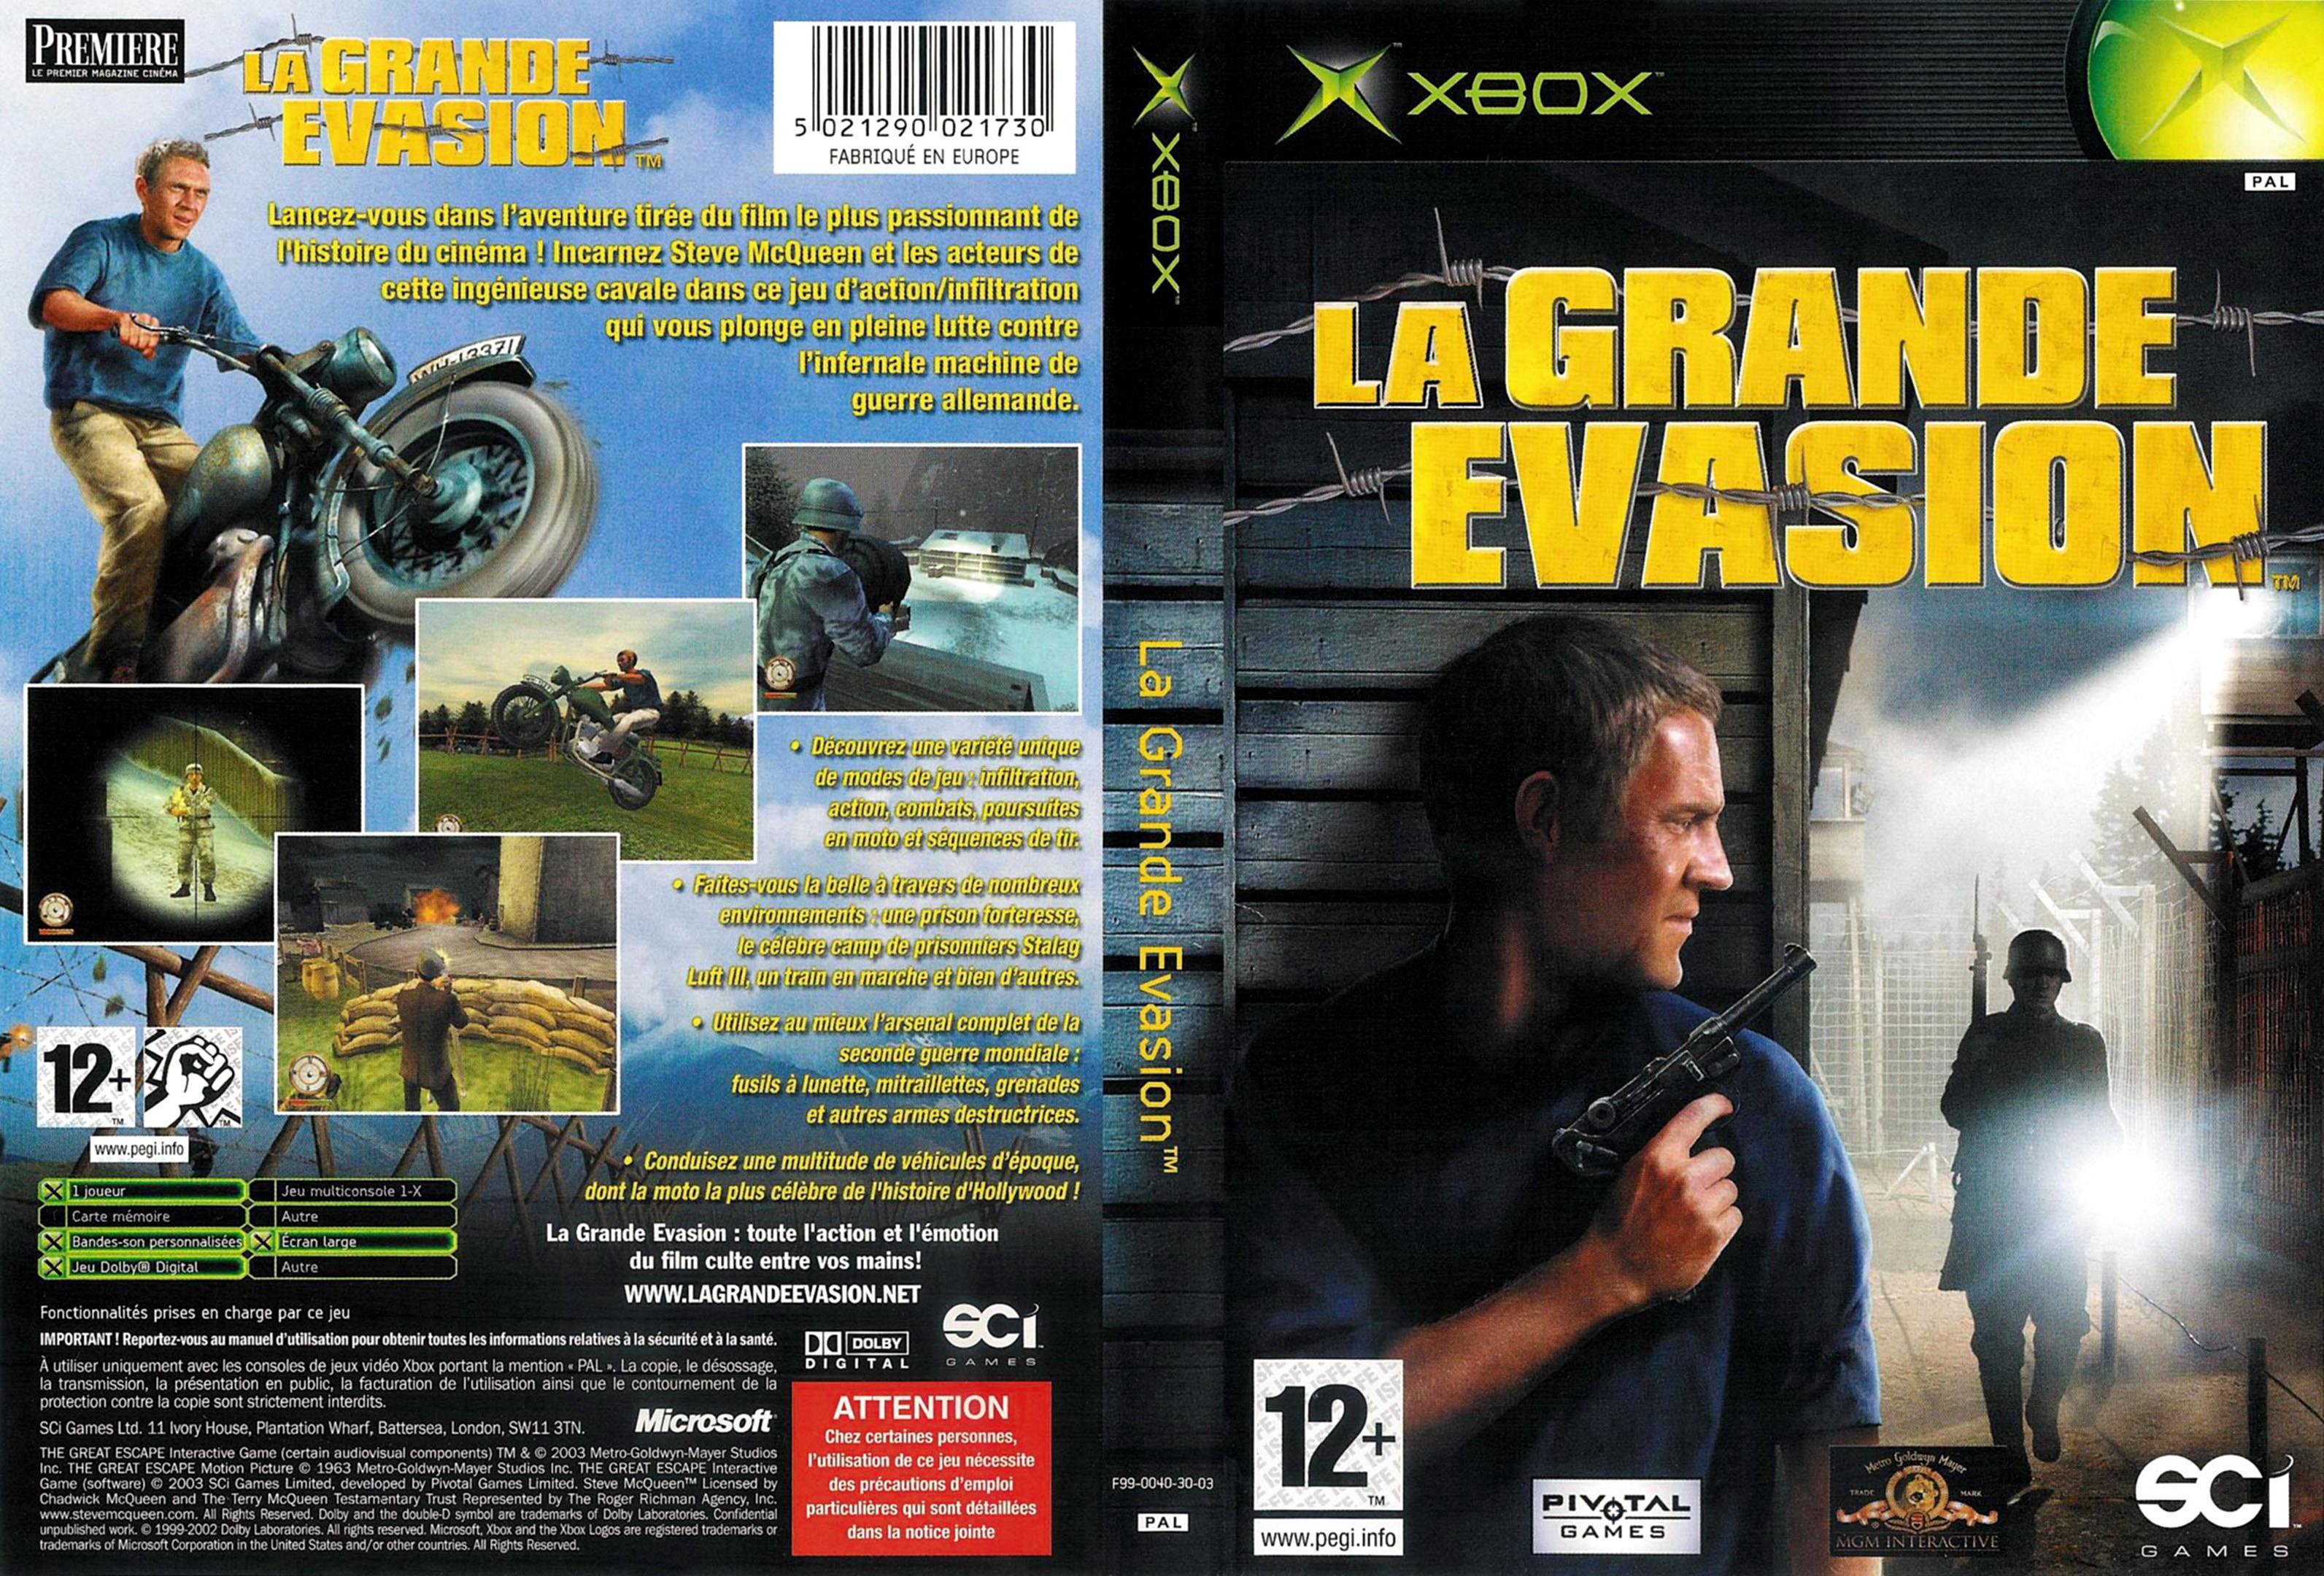 PREMIERE
LE PREMIER MAGAZINE CINÉMA
LA GRANDE
EVASION™
5 021290 021730
FABRIQUÉ EN EUROPE
Lancez-vous dans l'aventure tirée du film le plus passionnant de
l'histoire du cinéma ! Incarnez Steve McQueen et les acteurs de
cette ingénieuse cavale dans ce jeu d'action/infiltration
qui vous plonge en pleine lutte contre
l'infernale machine de
guerre allemande.
• Découvrez une variété unique
de modes de jeu : infiltration,
action, combats, poursuites
en moto et séquences de tir.
• Faites-vous la belle à travers de nombreux
environnements : une prison forteresse,
le célèbre camp de prisonniers Stalag
Luft III, un train en marche et bien d'autres.
• Utilisez au mieux l'arsenal complet de la
seconde guerre mondiale :
fusils à lunette, mitraillettes, grenades
et autres armes destructrices.
• Conduisez une multitude de véhicules d'époque,
dont la moto la plus célèbre de l'histoire d'Hollywood !
La Grande Evasion : toute l'action et l'émotion
du film culte entre vos mains!
WWW.LAGRANDEEVASION.NET
12+
™
™
www.pegi.info
1 joueur
Jeu multiconsole 1-X
Carte mémoire
Autre
Bandes-son personnalisées
Écran large
Jeu Dolby® Digital
Autre
Fonctionnalités prises en charge par ce jeu
IMPORTANT ! Reportez-vous au manuel d'utilisation pour obtenir toutes les informations relatives à la sécurité et à la santé.
À utiliser uniquement avec les consoles de jeux vidéo Xbox portant la mention « PAL ». La copie, le désossage,
la transmission, la présentation en public, la facturation de l'utilisation ainsi que le contournement de la
protection contre la copie sont strictement interdits.
SCi Games Ltd. 11 Ivory House, Plantation Wharf, Battersea, London, SW11 3TN.
Microsoft
THE GREAT ESCAPE Interactive Game (certain audiovisual components) TM & © 2003 Metro-Goldwyn-Mayer Studios
Inc. THE GREAT ESCAPE Motion Picture © 1963 Metro-Goldwyn-Mayer Studios Inc. THE GREAT ESCAPE Interactive
Game (software) © 2003 SCi Games Limited, developed by Pivotal Games Limited. Steve McQueen™ Licensed by
Chadwick McQueen and The Terry McQueen Testamentary Trust Represented by The Roger Richman Agency, Inc.
www.stevemcqueen.com. All Rights Reserved. Dolby and the double-D symbol are trademarks of Dolby Laboratories. Confidential
unpublished work. © 1999-2002 Dolby Laboratories. All rights reserved. Microsoft, Xbox and the Xbox Logos are registered trademarks or
trademarks of Microsoft Corporation in the United States and/or other countries. All Rights Reserved.
DOLBY
DIGITAL
SCi
GAMES
ATTENTION
Chez certaines personnes,
l'utilisation de ce jeu nécessite
des précautions d'emploi
particulières qui sont détaillées
dans la notice jointe
XBOX™
La Grande Evasion™
F99-0040-30-03
PAL
XBOX™
PAL
LA GRANDE
EVASION™
12+
™
www.pegi.info
PIVOTAL
GAMES
Metro Goldwyn Mayer
TRADE MARK
MGM INTERACTIVE
SCi
GAMES